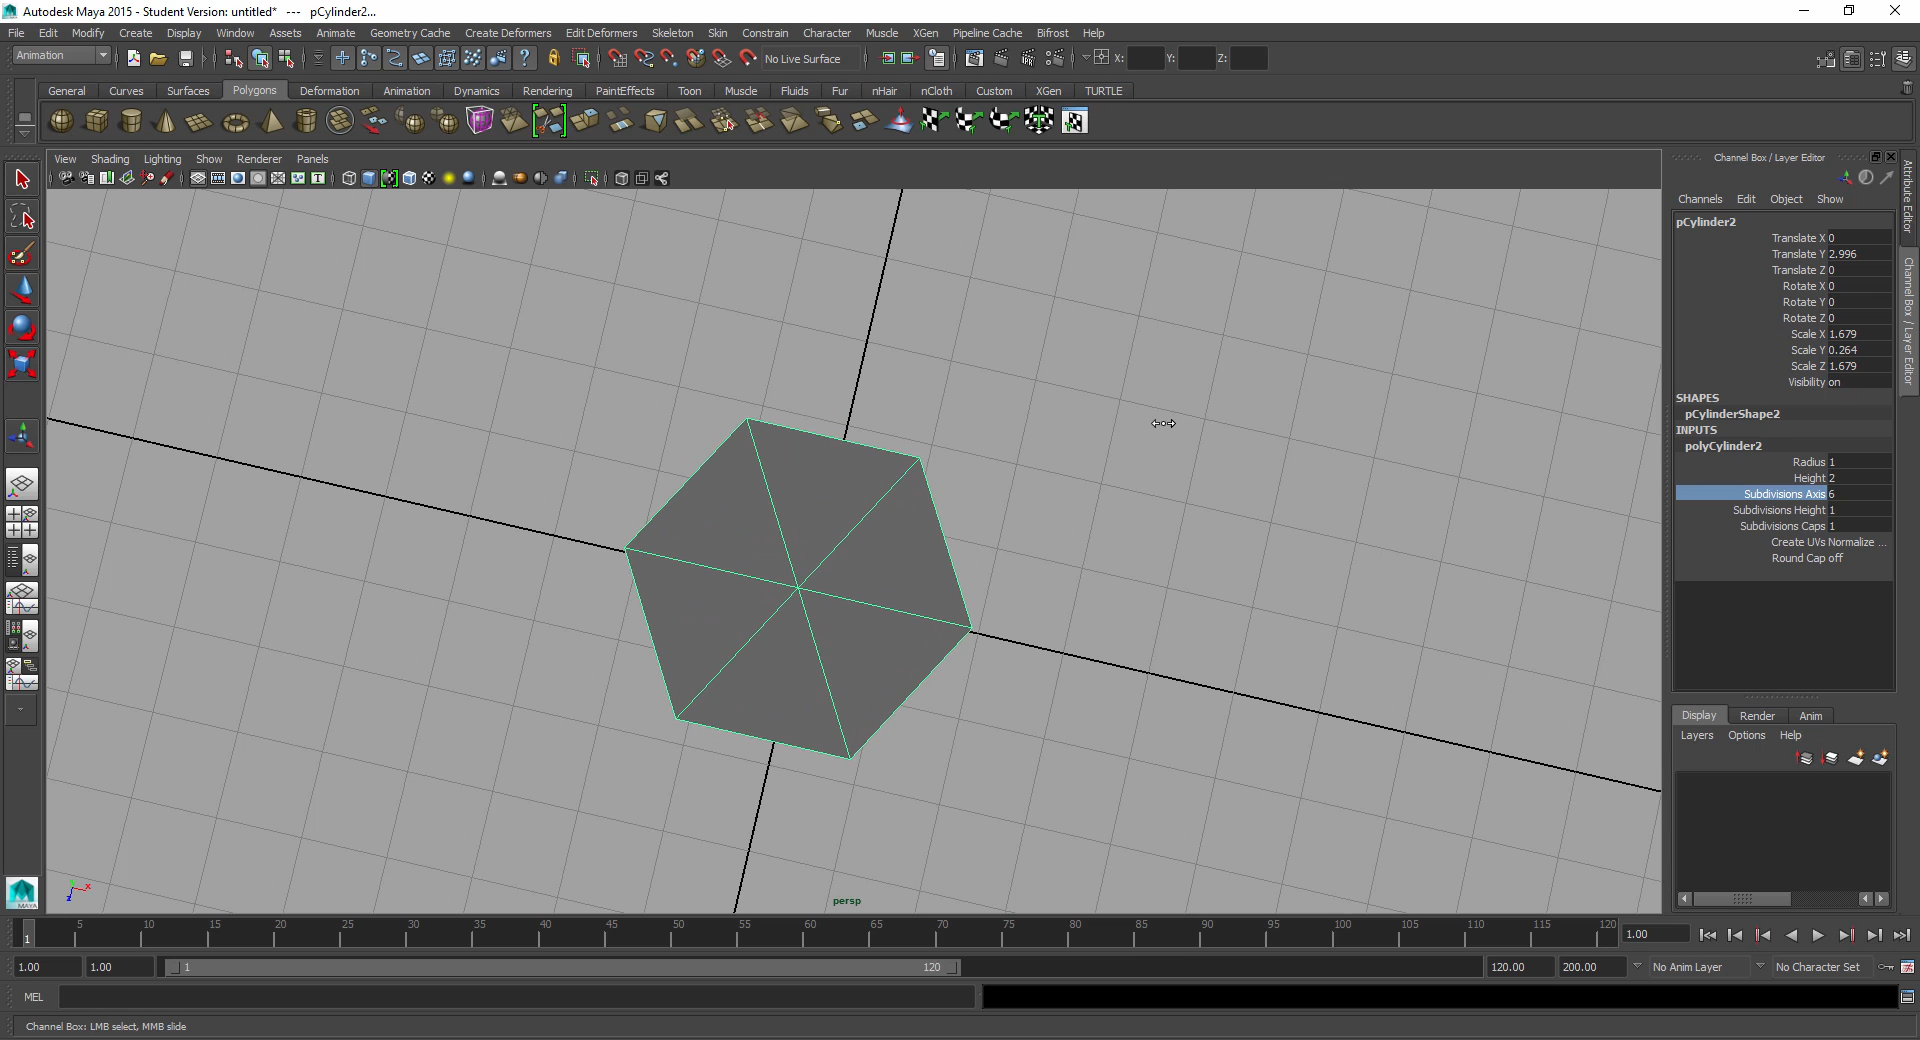 Autodesk Maya 2015 - Student Version: untitled* --- pCylinder2...
File Edit Modify Create Display Window Assets Animate Geometry Cache Create Deformers Edit Deformers Skeleton Skin Constrain Character Muscle XGen Pipeline Cache Bifrost Help
Animation No Live Surface X: Y: Z:
General Curves Surfaces Polygons Deformation Animation Dynamics Rendering PaintEffects Toon Muscle Fluids Fur nHair nCloth Custom XGen TURTLE
View Shading Lighting Show Renderer Panels
persp
Channel Box / Layer Editor
Channels Edit Object Show
pCylinder2
Translate X 0
Translate Y 2.996
Translate Z 0
Rotate X 0
Rotate Y 0
Rotate Z 0
Scale X 1.679
Scale Y 0.264
Scale Z 1.679
Visibility on
SHAPES
pCylinderShape2
INPUTS
polyCylinder2
Radius 1
Height 2
Subdivisions Axis 6
Subdivisions Height 1
Subdivisions Caps 1
Create UVs Normalize ...
Round Cap off
Attribute Editor
Channel Box / Layer Editor
Display Render Anim
Layers Options Help
MAYA
1 5 10 15 20 25 30 35 40 45 50 55 60 65 70 75 80 85 90 95 100 105 110 115 120
1.00
1.00 1.00 1 120 120.00 200.00 No Anim Layer No Character Set
MEL
Channel Box: LMB select, MMB slide